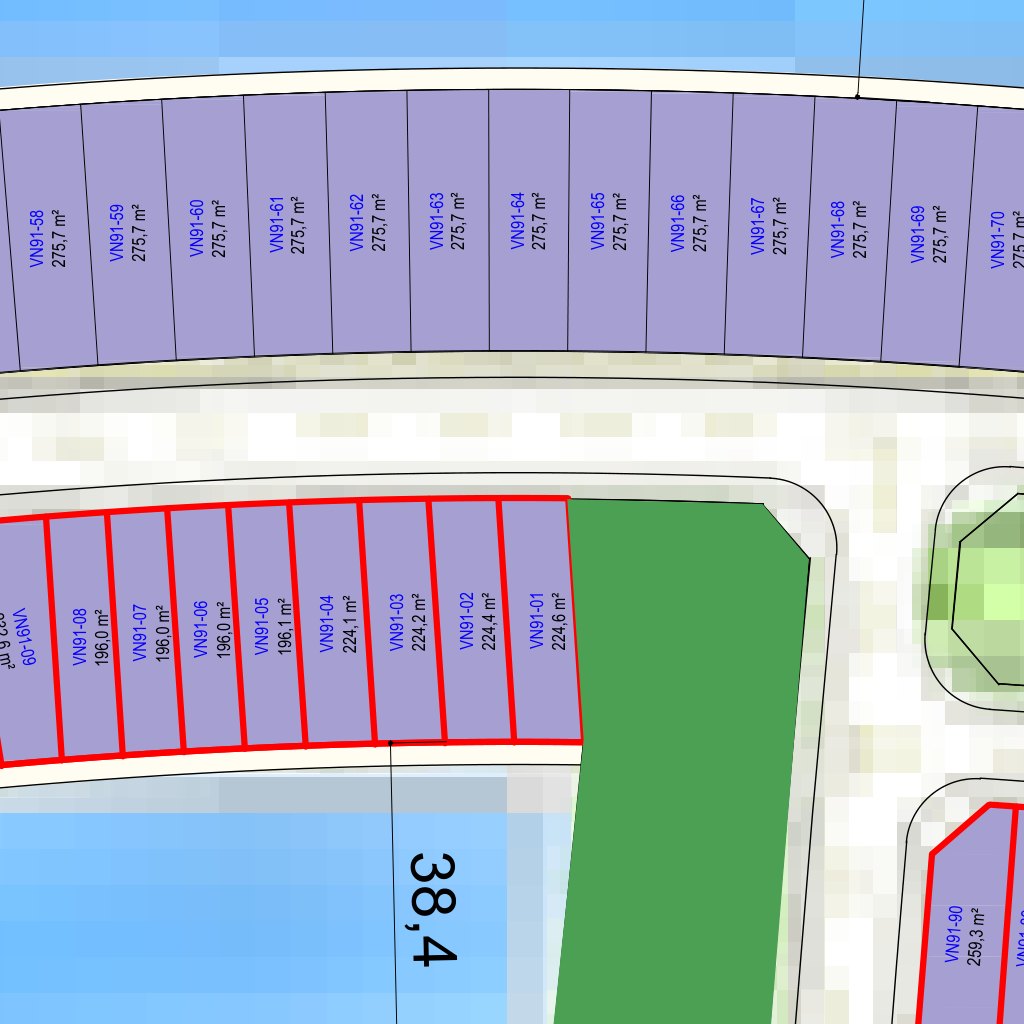 VN91-58
275,7 m²
VN91-59
275,7 m²
VN91-60
275,7 m²
VN91-61
275,7 m²
VN91-62
275,7 m²
VN91-63
275,7 m²
VN91-64
275,7 m²
VN91-65
275,7 m²
VN91-66
275,7 m²
VN91-67
275,7 m²
VN91-68
275,7 m²
VN91-69
275,7 m²
VN91-70
275,7 m²
VN91-09
VN91-08
196,0 m²
VN91-07
196,0 m²
VN91-06
196,0 m²
VN91-05
196,1 m²
VN91-04
224,1 m²
VN91-03
224,2 m²
VN91-02
224,4 m²
VN91-01
224,6 m²
38,4
VN91-90
259,3 m²